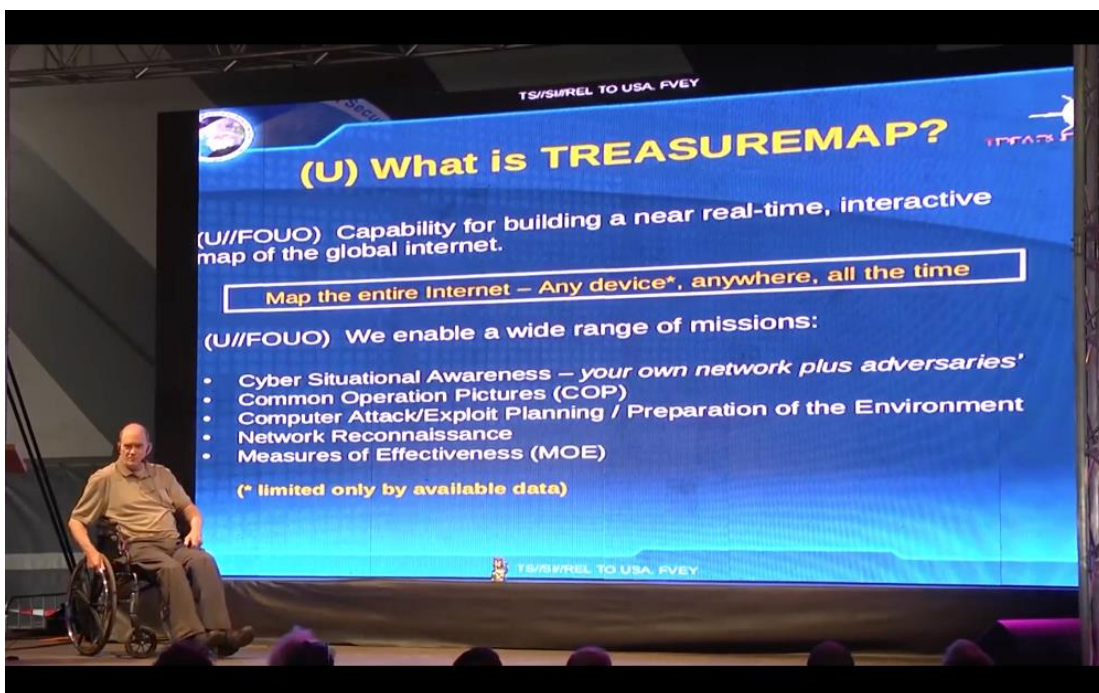 TS//SI//REL TO USA, FVEY
Secu
(U) What is TREASUREMAP?
(U//FOUO) Capability for building a near real-time, interactive
map of the global internet.
Map the entire Internet – Any device*, anywhere, all the time
(U//FOUO) We enable a wide range of missions:
• Cyber Situational Awareness – your own network plus adversaries'
• Common Operation Pictures (COP)
• Computer Attack/Exploit Planning / Preparation of the Environment
• Network Reconnaissance
• Measures of Effectiveness (MOE)
(* limited only by available data)
TS//SI//REL TO USA, FVEY